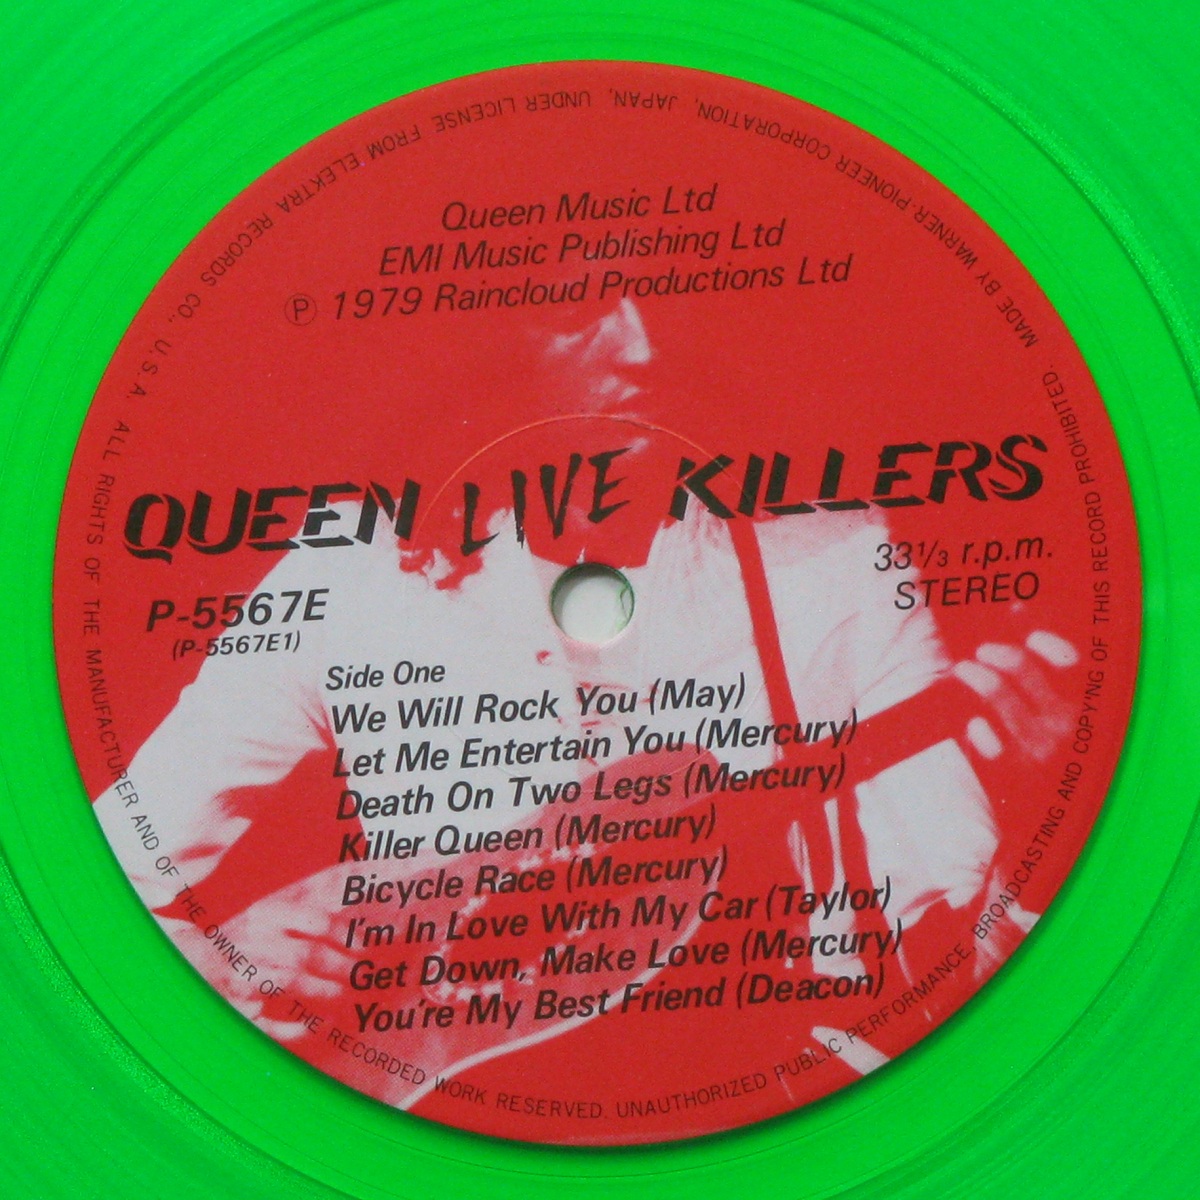 Queen Music Ltd
EMI Music Publishing Ltd
Ⓟ 1979 Raincloud Productions Ltd
QUEEN LIVE KILLERS
P-5567E
(P-5567E1)
33 1/3 r.p.m.
STEREO
Side One
We Will Rock You (May)
Let Me Entertain You (Mercury)
Death On Two Legs (Mercury)
Killer Queen (Mercury)
Bicycle Race (Mercury)
I'm In Love With My Car (Taylor)
Get Down, Make Love (Mercury)
You're My Best Friend (Deacon)
ALL RIGHTS OF THE MANUFACTURER AND OF THE OWNER OF THE RECORDED WORK RESERVED. UNAUTHORIZED PUBLIC PERFORMANCE, BROADCASTING AND COPYING OF THIS RECORD PROHIBITED. MADE BY WARNER-PIONEER CORPORATION, JAPAN, UNDER LICENSE FROM ELEKTRA RECORDS CO., U.S.A.